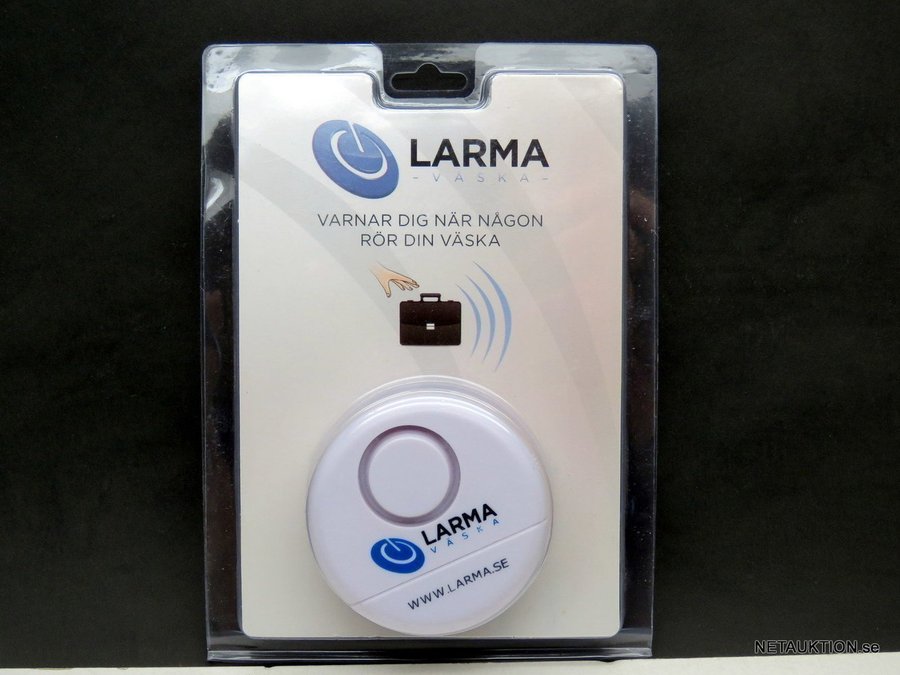 LARMA
- VÄSKA -
VARNAR DIG NÄR NÅGON
RÖR DIN VÄSKA
LARMA
VÄSKA
WWW.LARMA.SE
NETAUKTION.se